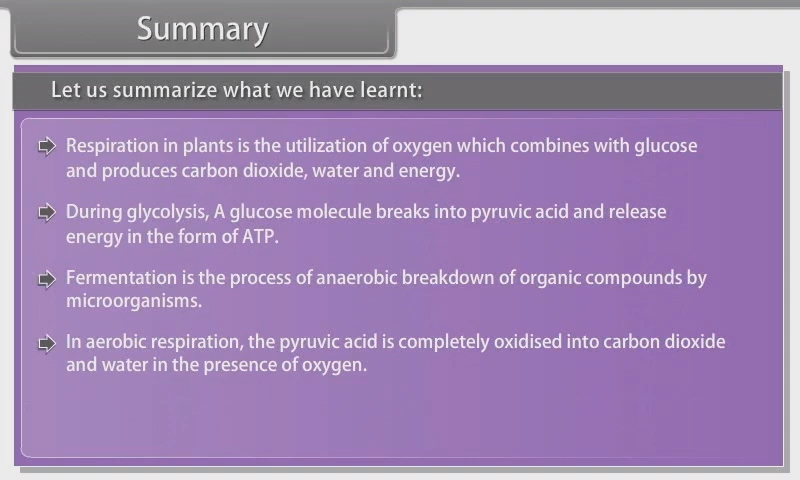 Summary
Let us summarize what we have learnt:
Respiration in plants is the utilization of oxygen which combines with glucose
and produces carbon dioxide, water and energy.
During glycolysis, A glucose molecule breaks into pyruvic acid and release
energy in the form of ATP.
Fermentation is the process of anaerobic breakdown of organic compounds by
microorganisms.
In aerobic respiration, the pyruvic acid is completely oxidised into carbon dioxide
and water in the presence of oxygen.